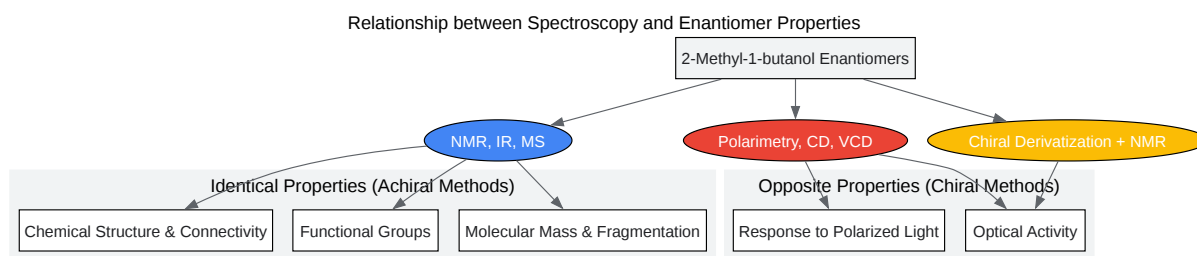 Relationship between Spectroscopy and Enantiomer Properties
2-Methyl-1-butanol Enantiomers
NMR, IR, MS
Polarimetry, CD, VCD
Chiral Derivatization + NMR
Identical Properties (Achiral Methods)
Opposite Properties (Chiral Methods)
Chemical Structure & Connectivity
Functional Groups
Molecular Mass & Fragmentation
Response to Polarized Light
Optical Activity